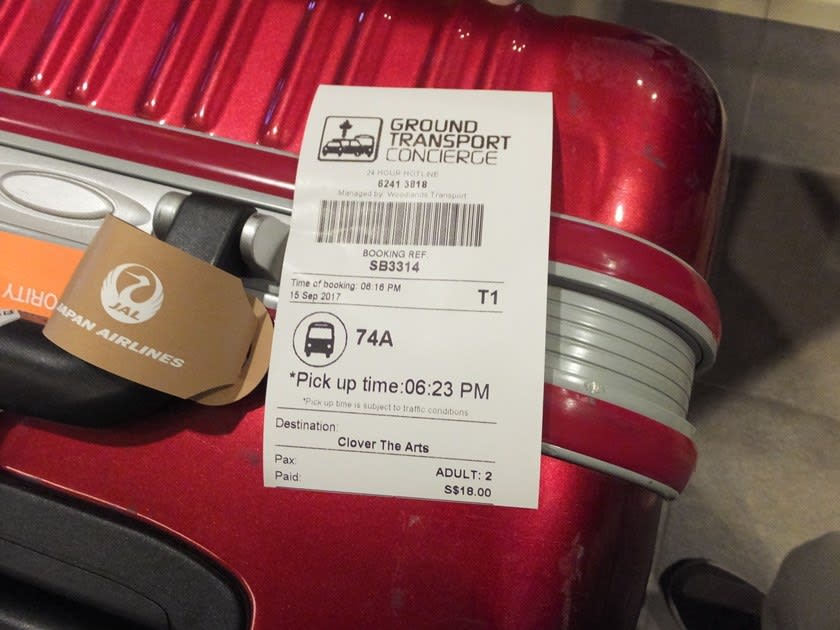 GROUND
TRANSPORT
CONCIERGE
24 HOUR HOTLINE
6241 3818
Managed by: Woodlands Transport
BOOKING REF
SB3314
Time of booking: 06:16 PM
15 Sep 2017
T1
74A
*Pick up time:06:23 PM
*Pick up time is subject to traffic conditions
Destination:
Clover The Arts
Pax:
ADULT: 2
Paid:
S$18.00
ORITY
JAL
JAPAN AIRLINES